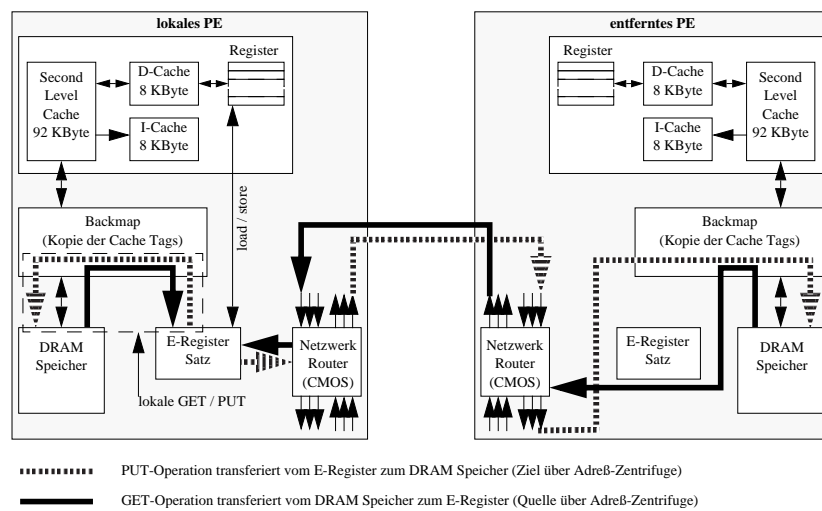 lokales PE
Register
Second
Level
Cache
92 KByte
D-Cache
8 KByte
I-Cache
8 KByte
Backmap
(Kopie der Cache Tags)
load / store
DRAM
Speicher
E-Register
Satz
Netzwerk
Router
(CMOS)
lokale GET / PUT
entferntes PE
Register
D-Cache
8 KByte
I-Cache
8 KByte
Second
Level
Cache
92 KByte
Backmap
(Kopie der Cache Tags)
Netzwerk
Router
(CMOS)
E-Register
Satz
DRAM
Speicher
PUT-Operation transferiert vom E-Register zum DRAM Speicher (Ziel über Adreß-Zentrifuge)
GET-Operation transferiert vom DRAM Speicher zum E-Register (Quelle über Adreß-Zentrifuge)